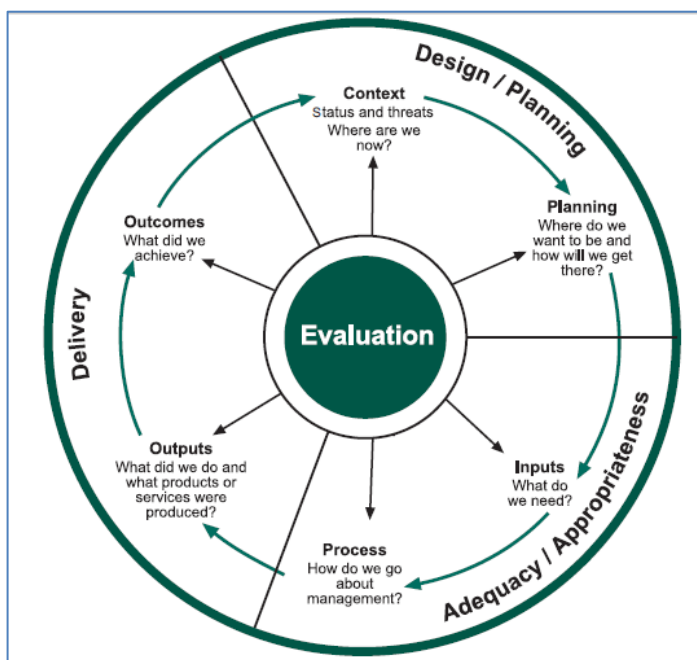 Design / Planning
Context
Status and threats
Where are we
now?
Planning
Where do we
want to be and
how will we get
there?
Outcomes
What did we
achieve?
Evaluation
Delivery
Outputs
What did we do and
what products or
services were
produced?
Inputs
What do
we need?
Process
How do we go
about
management?
Adequacy / Appropriateness